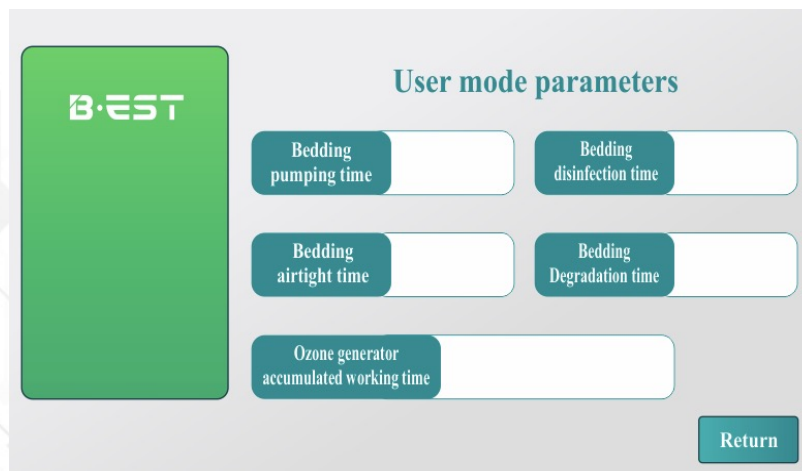 B·EST
User mode parameters
Bedding
pumping time
Bedding
disinfection time
Bedding
airtight time
Bedding
Degradation time
Ozone generator
accumulated working time
Return